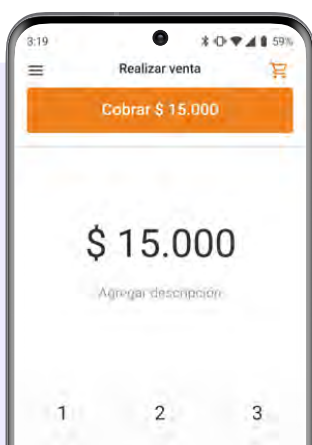 3:19 59%
Realizar venta
Cobrar $ 15.000
$ 15.000
Agregar descripción
1 2 3